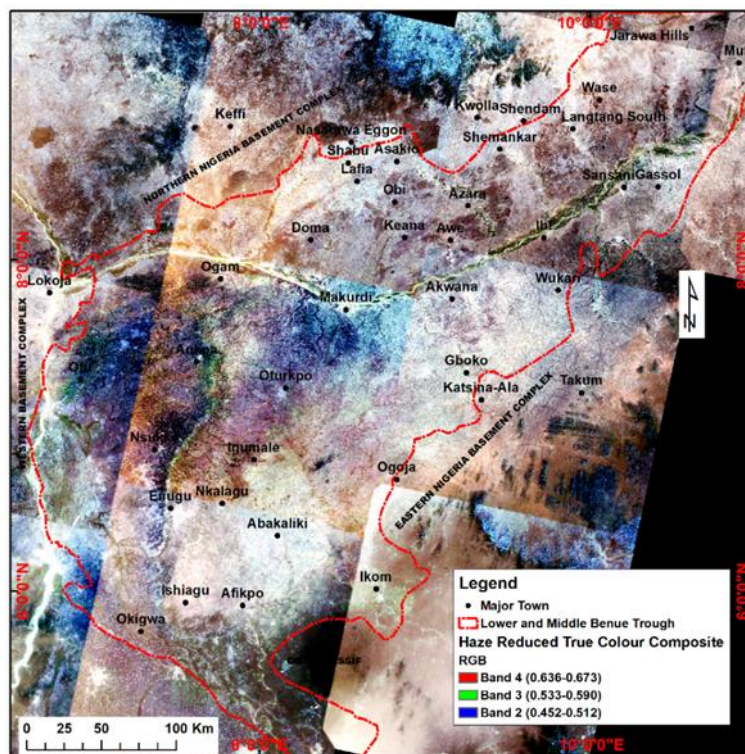 8°0'0"E
10°0'0"E
Jarawa Hills
Wase
Keffi
Kwolla
Shendam
Langtang South
NORTHERN NIGERIA BASEMENT COMPLEX
Nasarawa Eggon
Shemankar
Shabu
Asakio
Lafia
Sansani
Gassol
Obi
Azara
Doma
Keana
Awe
Ibi
8°0'0"N
8°0'0"N
Lokoja
Ogam
Akwana
Wukari
Makurdi
WESTERN BASEMENT COMPLEX
Gboko
Oturkpo
Katsina-Ala
Takum
EASTERN NIGERIA BASEMENT COMPLEX
Igumale
Ogoja
Enugu
Nkalagu
Abakaliki
Ikom
Ishiagu
Afikpo
Okigwa
6°0'0"N
Legend
Major Town
Lower and Middle Benue Trough
Haze Reduced True Colour Composite
RGB
Band 4 (0.636-0.673)
Band 3 (0.533-0.590)
Band 2 (0.452-0.512)
0 25 50 100 Km
8°0'0"E
10°0'0"E